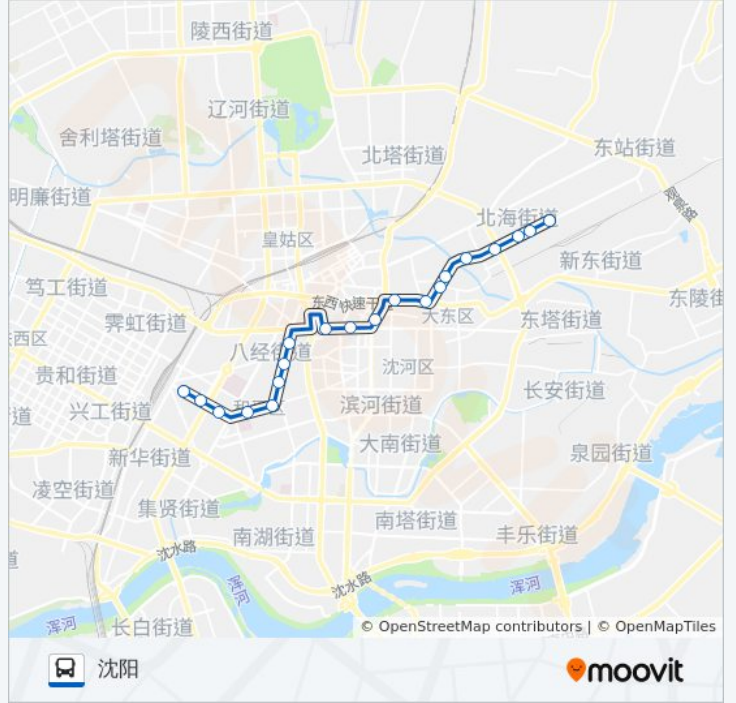 陵西街道
辽河街道
舍利塔街道
北塔街道
东站街道
明廉街道
北海街道
皇姑区
新东街道
笃工街道
东陵街
东西快速干
霁虹街道
大东区
东塔街道
西区
八经街道
沈河区
贵和街道
长安街道
兴工街道
滨河街道
道
大南街道
新华街道
泉园街道
凌空街道
集贤街道
南塔街道
南湖街道
丰乐街道
沈水路
道
浑河
沈水路
浑河
浑河
长白街道
© OpenStreetMap contributors | © OpenMapTiles
沈阳
moovit